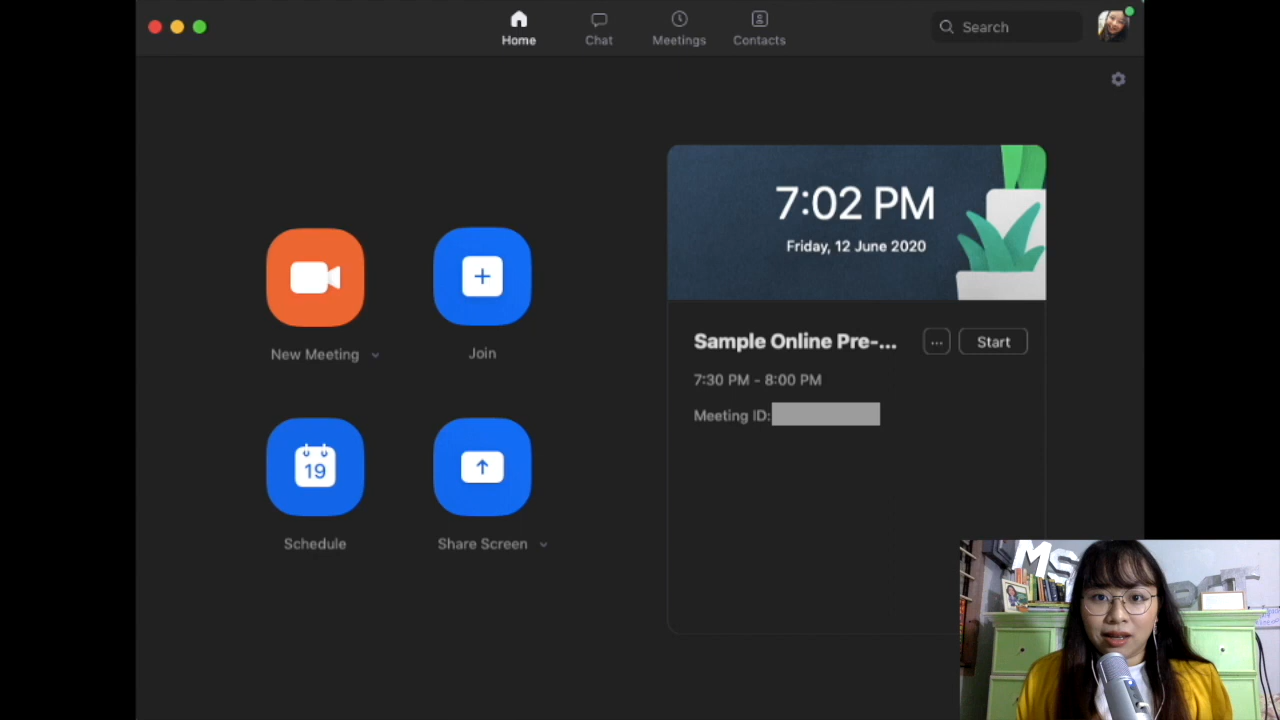 Home
Chat
Meetings
Contacts
Search
7:02 PM
Friday, 12 June 2020
New Meeting
Join
Sample Online Pre-...
...
Start
7:30 PM - 8:00 PM
Meeting ID:
19
Schedule
Share Screen
MS